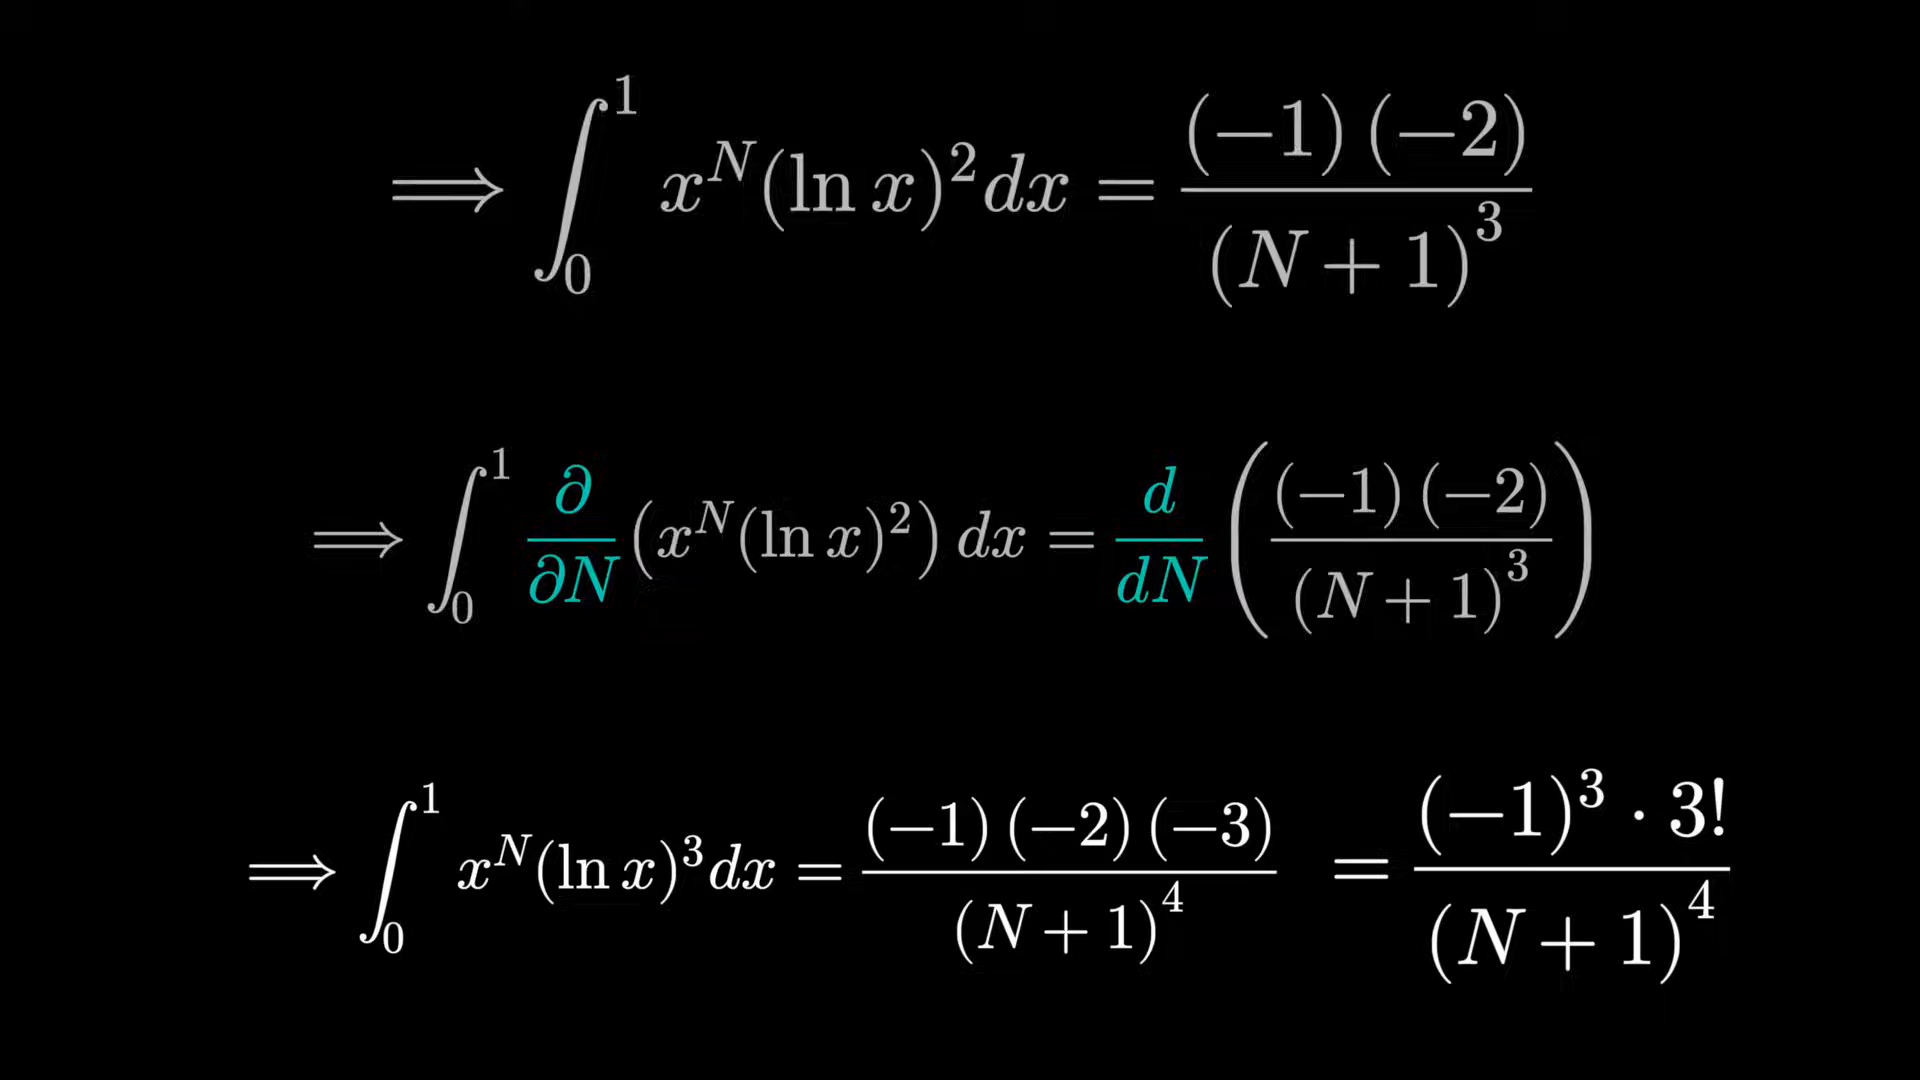 ⟹ ∫₀¹ x^N (ln x)² dx = (−1)(−2) / (N + 1)³
⟹ ∫₀¹ ∂/∂N (x^N (ln x)²) dx = d/dN ((−1)(−2) / (N + 1)³)
⟹ ∫₀¹ x^N (ln x)³ dx = (−1)(−2)(−3) / (N + 1)⁴ = (−1)³ · 3! / (N + 1)⁴